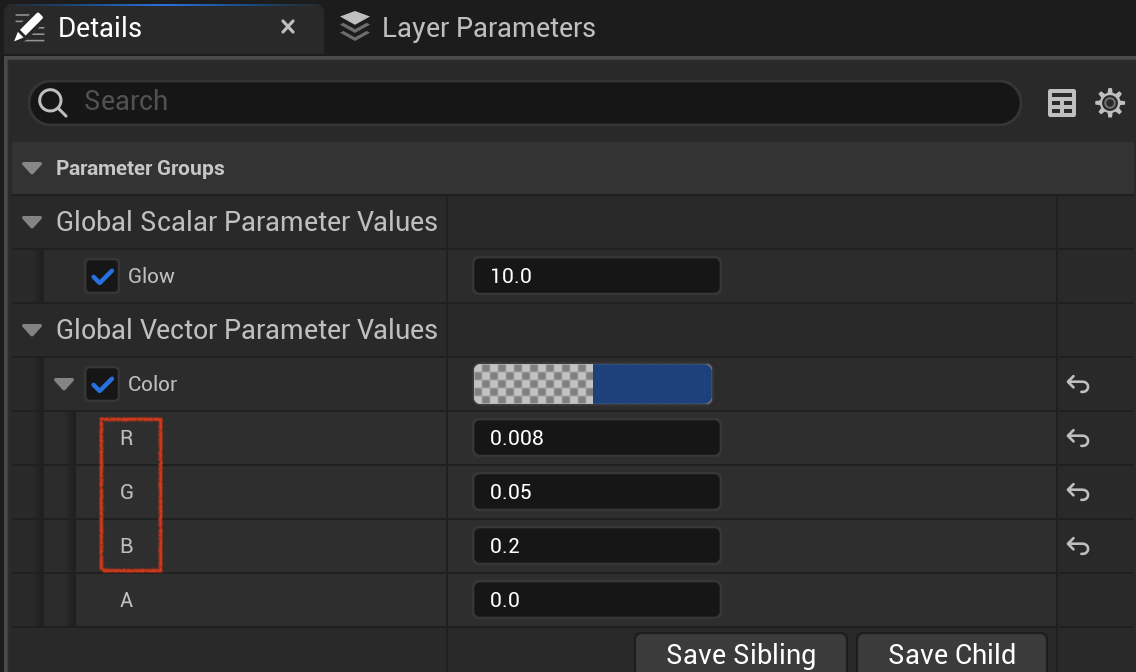 Details
Layer Parameters
Search
Parameter Groups
Global Scalar Parameter Values
Glow 10.0
Global Vector Parameter Values
Color
R 0.008
G 0.05
B 0.2
A 0.0
Save Sibling Save Child